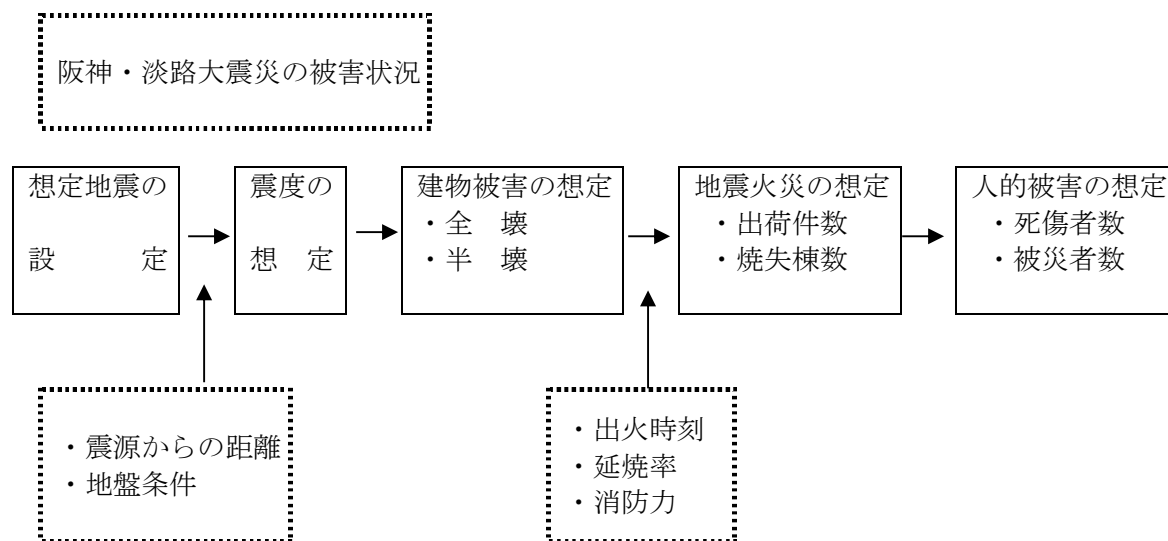 阪神・淡路大震災の被害状況
想定地震の
設　　　定
震度の
想　定
建物被害の想定
・全　壊
・半　壊
地震火災の想定
・出荷件数
・焼失棟数
人的被害の想定
・死傷者数
・被災者数
・震源からの距離
・地盤条件
・出火時刻
・延焼率
・消防力